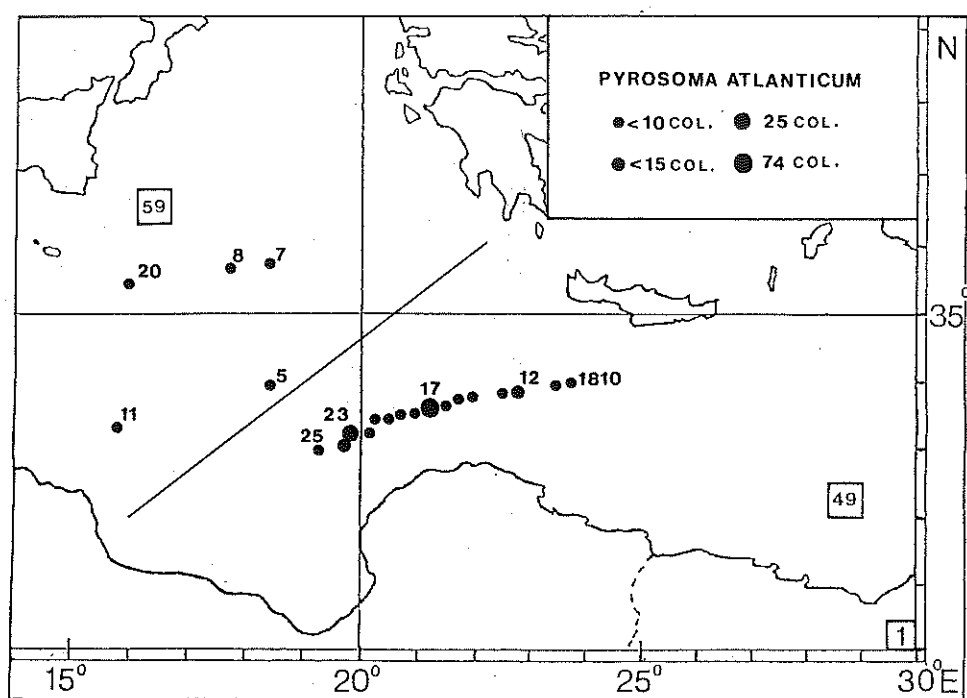 N
PYROSOMA ATLANTICUM
<10 COL. 25 COL.
<15 COL. 74 COL.
59
20 8 7
35°
5
11
17 12 1810
23
25
49
1
15° 20° 25° 30°E